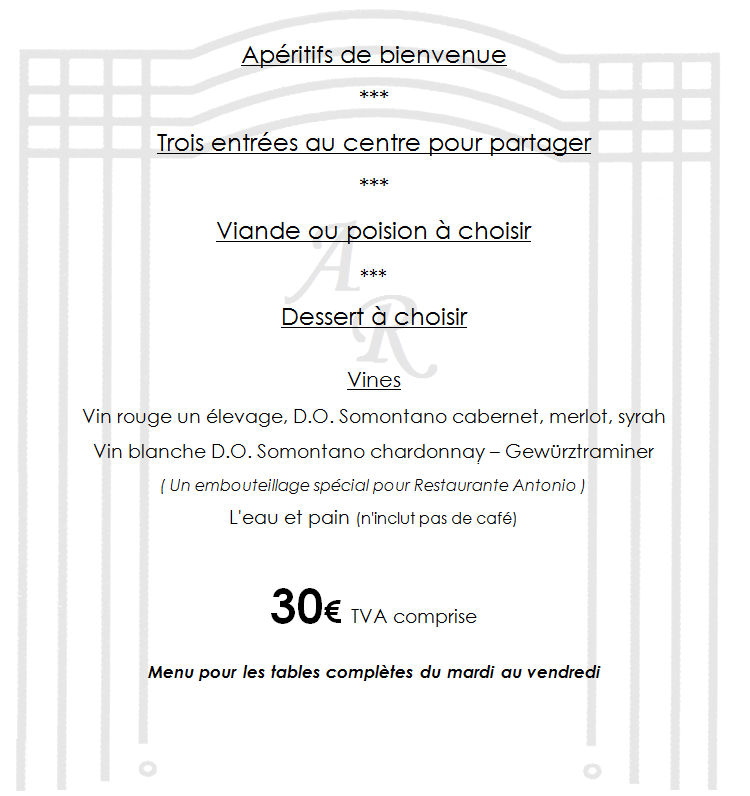 Apéritifs de bienvenue
***
Trois entrées au centre pour partager
***
Viande ou poision à choisir
***
AR
Dessert à choisir
Vines
Vin rouge un élevage, D.O. Somontano cabernet, merlot, syrah
Vin blanche D.O. Somontano chardonnay – Gewürztraminer
( Un embouteillage spécial pour Restaurante Antonio )
L'eau et pain (n'inclut pas de café)
30€ TVA comprise
Menu pour les tables complètes du mardi au vendredi